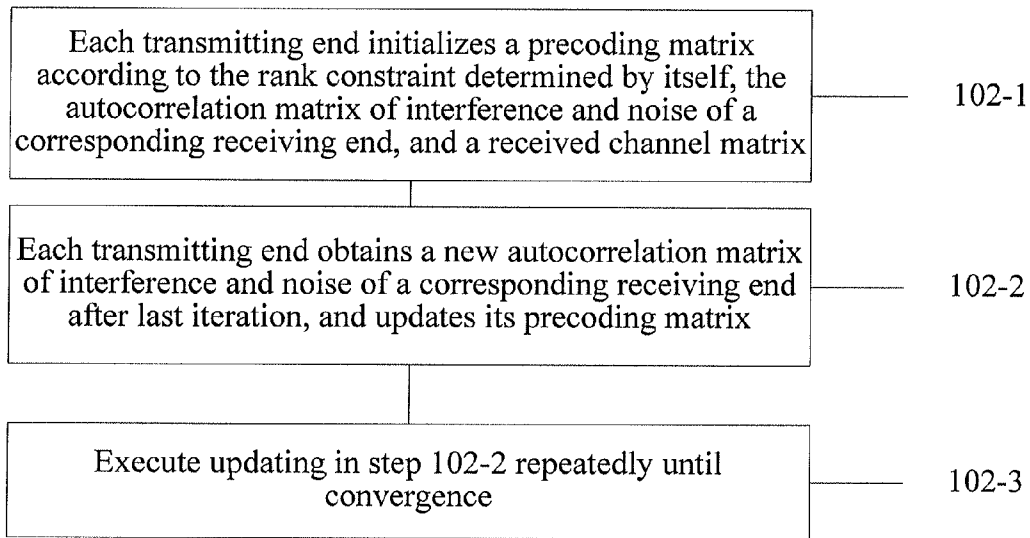 Each transmitting end initializes a precoding matrix
according to the rank constraint determined by itself, the
autocorrelation matrix of interference and noise of a
corresponding receiving end, and a received channel matrix
102-1
Each transmitting end obtains a new autocorrelation matrix
of interference and noise of a corresponding receiving end
after last iteration, and updates its precoding matrix
102-2
Execute updating in step 102-2 repeatedly until
convergence
102-3